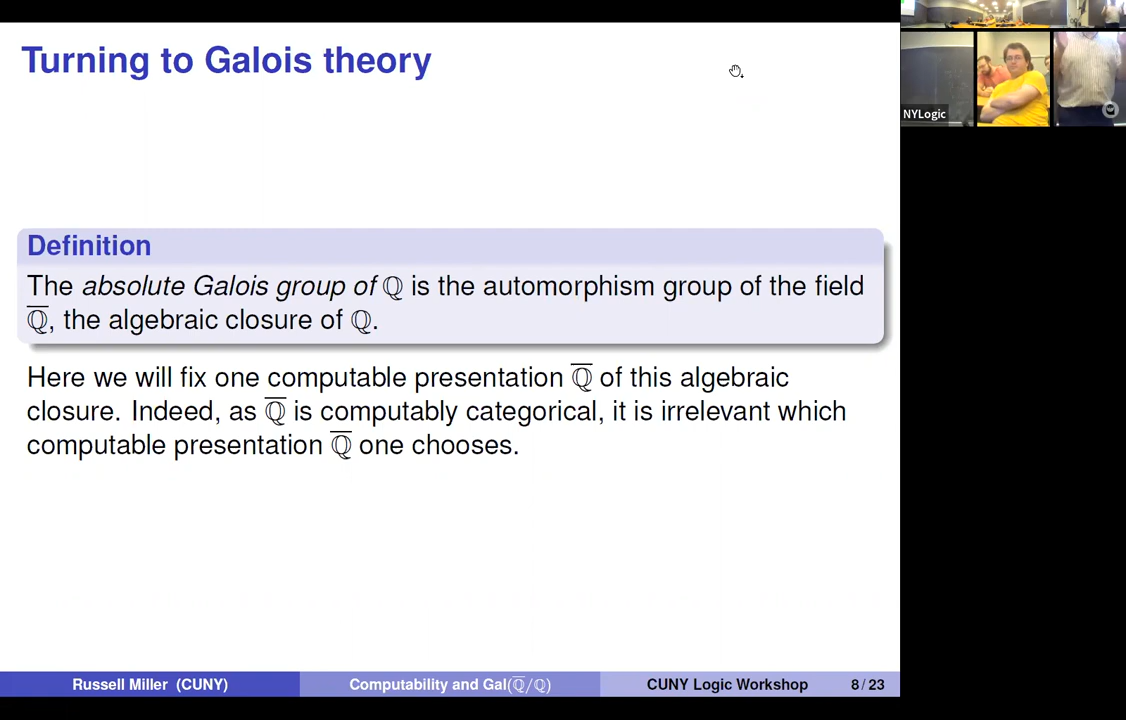 Turning to Galois theory
NYLogic
Definition
The absolute Galois group of ℚ is the automorphism group of the field
ℚ̅, the algebraic closure of ℚ.
Here we will fix one computable presentation ℚ̅ of this algebraic
closure. Indeed, as ℚ̅ is computably categorical, it is irrelevant which
computable presentation ℚ̅ one chooses.
Russell Miller (CUNY) Computability and Gal(ℚ̅/ℚ) CUNY Logic Workshop 8 / 23